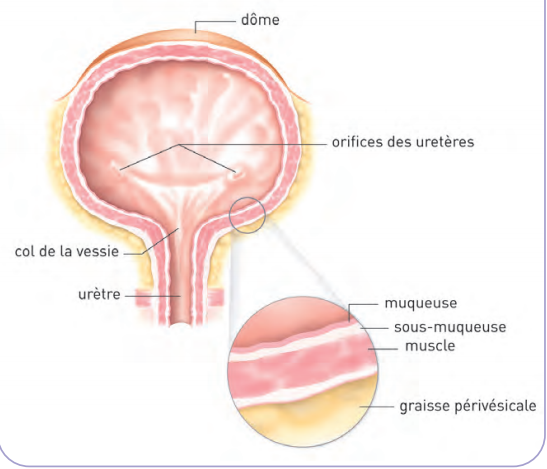 dôme
orifices des uretères
col de la vessie
urètre
muqueuse
sous-muqueuse
muscle
graisse périvésicale